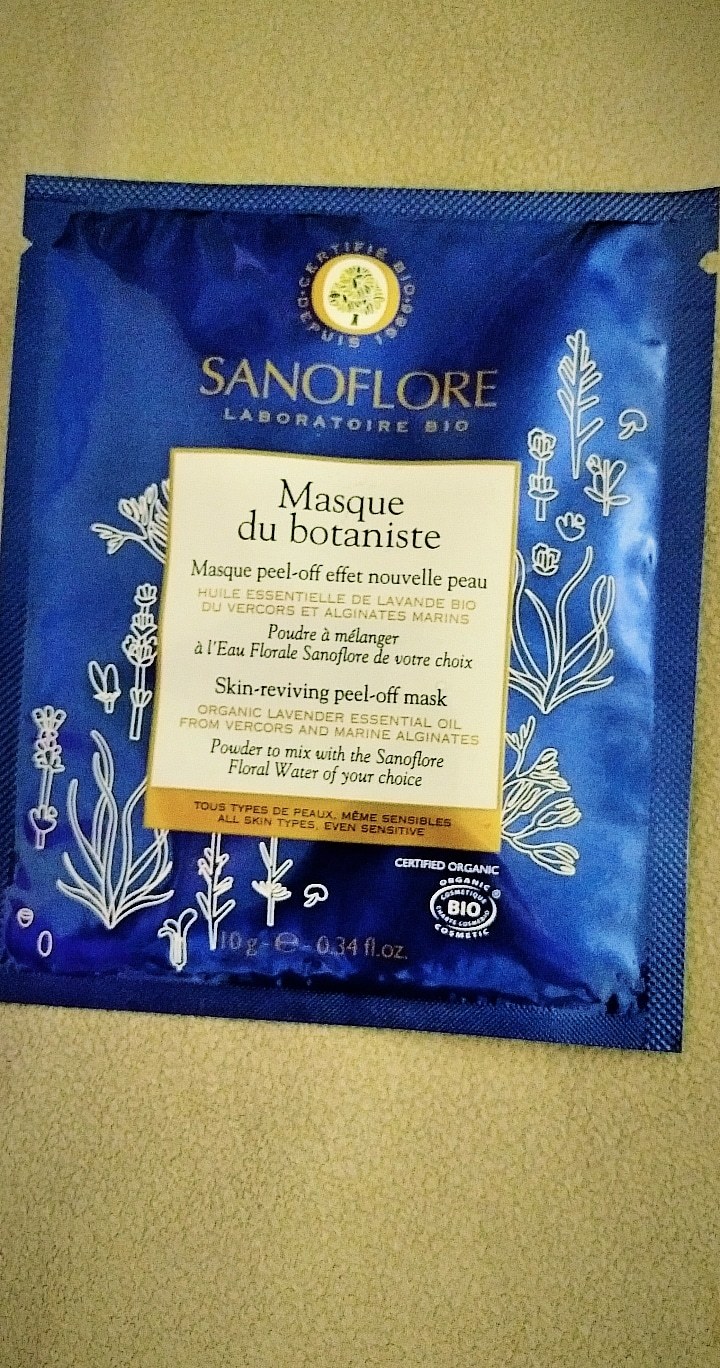 CERTIFIÉ BIO
DEPUIS 1986
SANOFLORE
LABORATOIRE BIO
Masque
du botaniste
Masque peel-off effet nouvelle peau
HUILE ESSENTIELLE DE LAVANDE BIO
DU VERCORS ET ALGINATES MARINS
Poudre à mélanger
à l'Eau Florale Sanoflore de votre choix
Skin-reviving peel-off mask
ORGANIC LAVENDER ESSENTIAL OIL
FROM VERCORS AND MARINE ALGINATES
Powder to mix with the Sanoflore
Floral Water of your choice
TOUS TYPES DE PEAUX, MÊME SENSIBLES
ALL SKIN TYPES, EVEN SENSITIVE
CERTIFIED ORGANIC
ORGANIC ®
COSMETIQUE
BIO
CHARTE COSMEBIO
COSMETIC
10 g - e - 0.34 fl.oz.